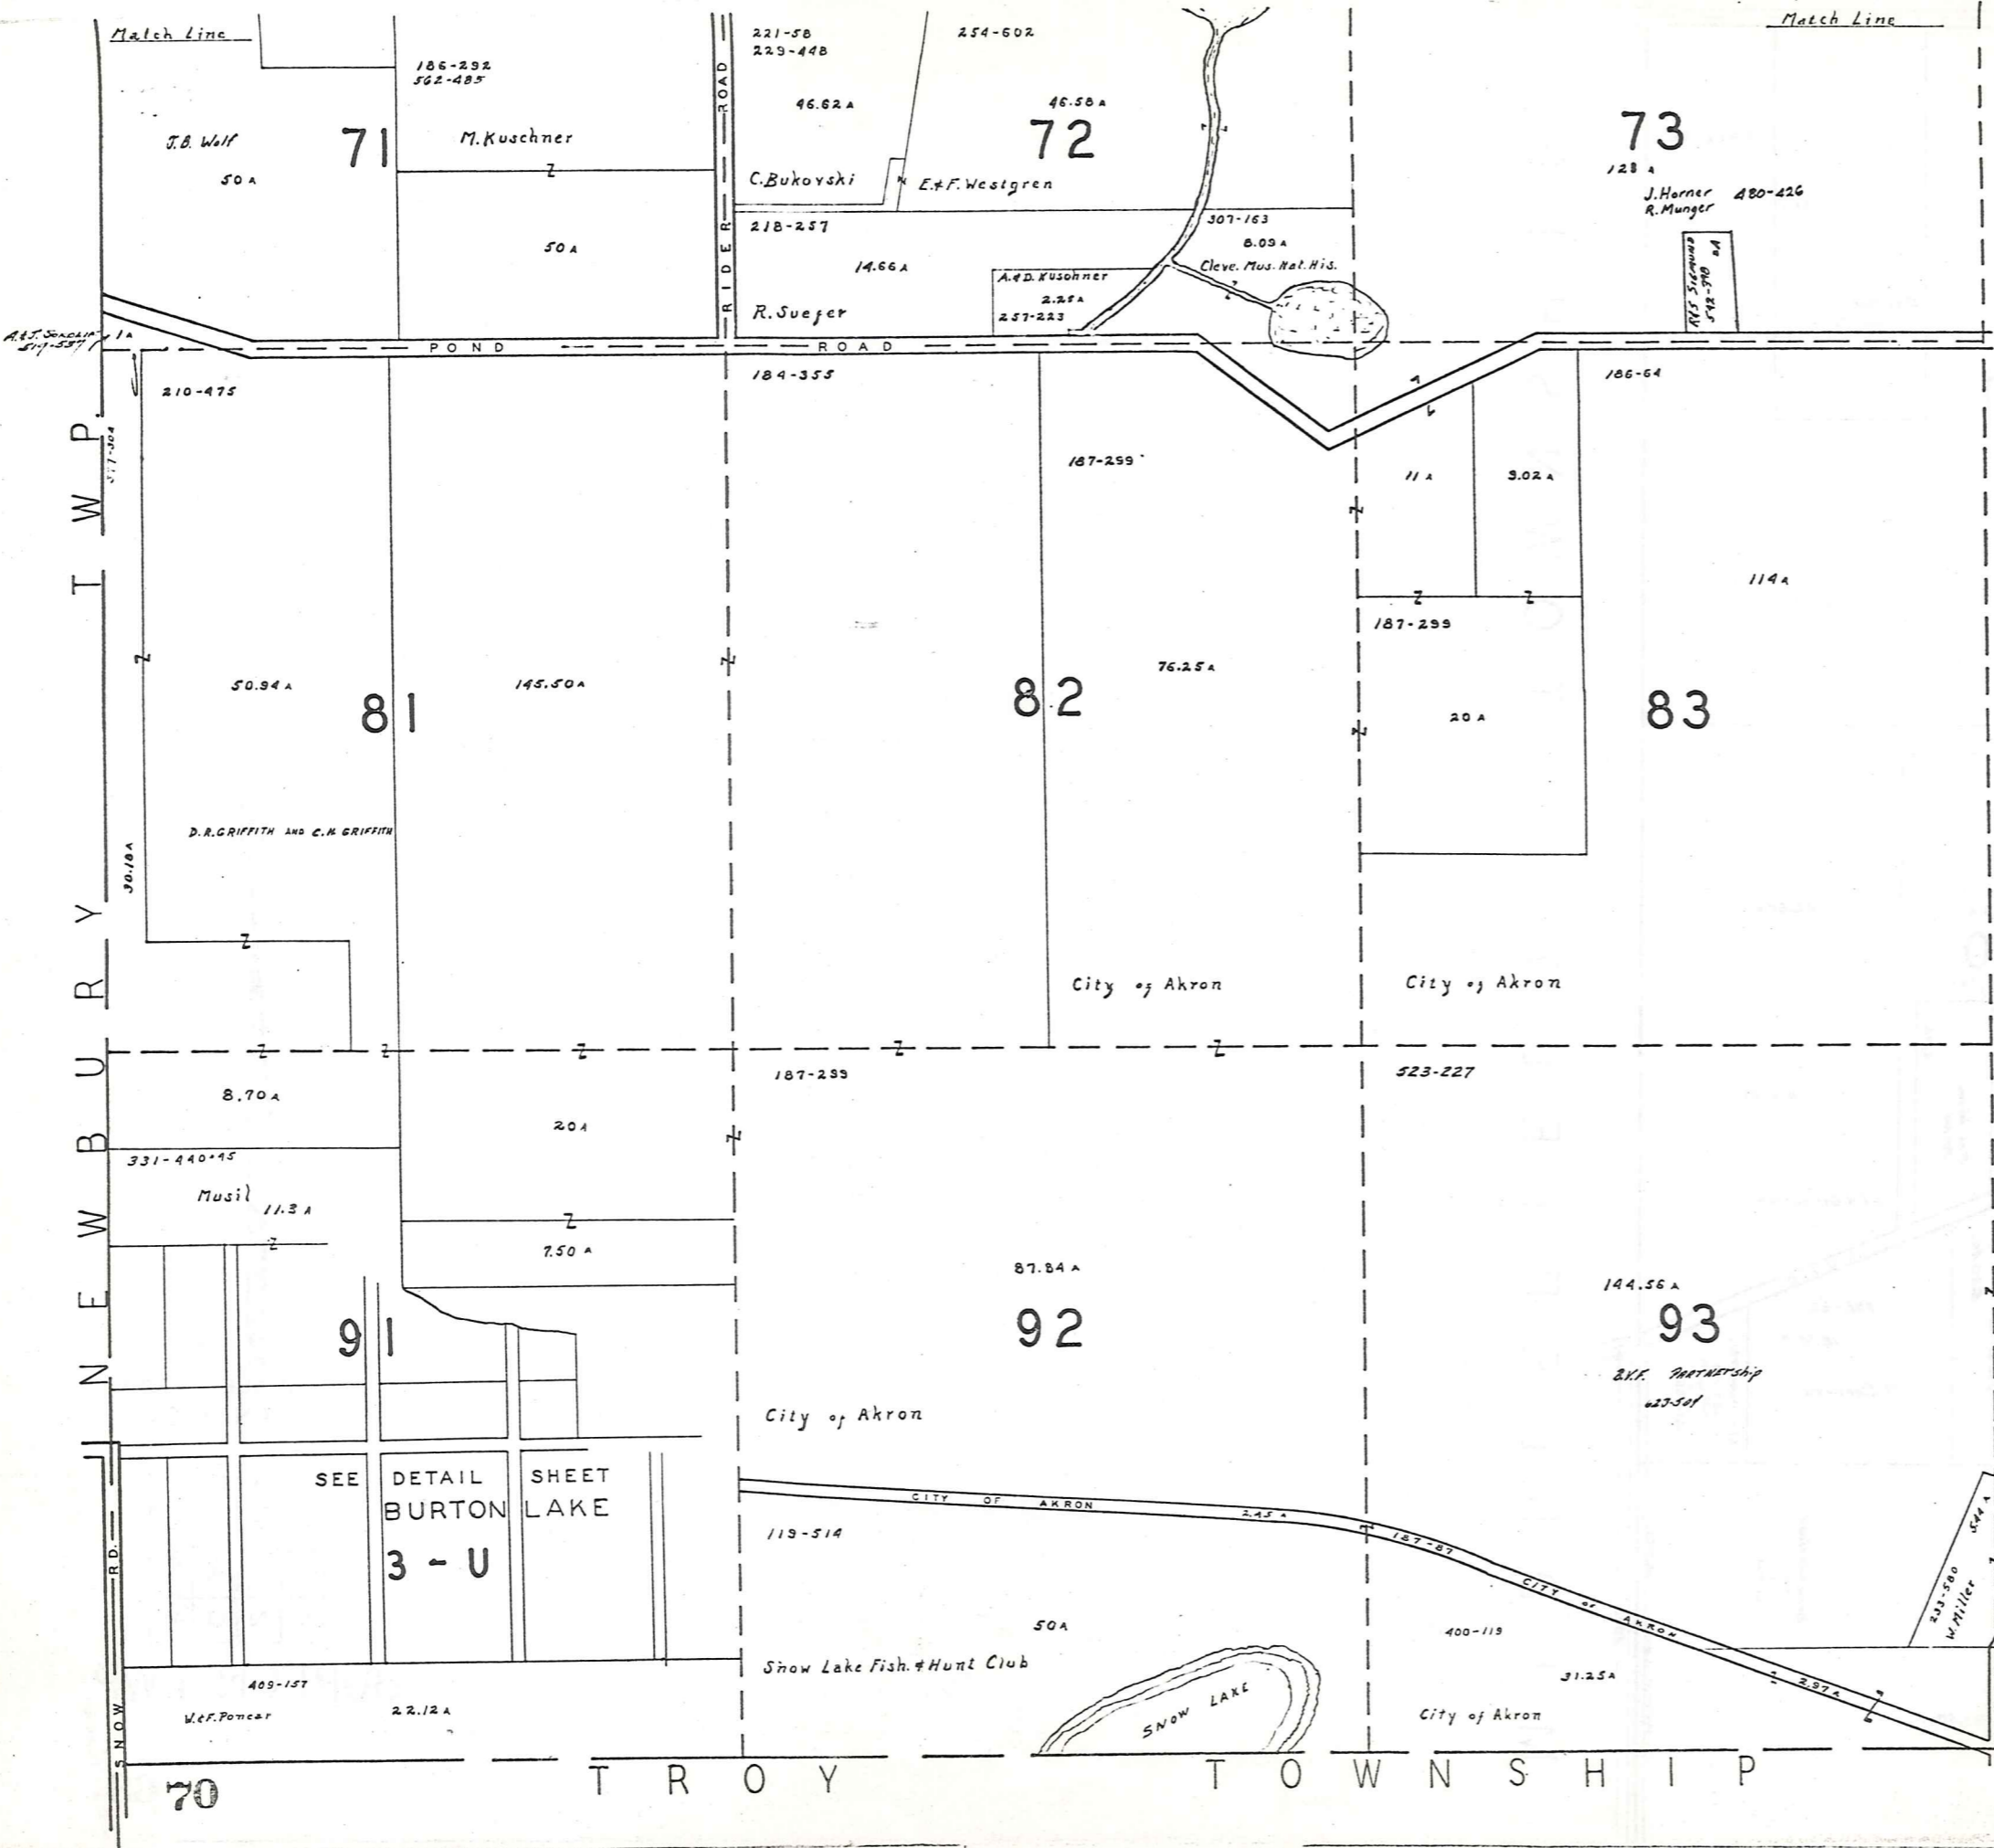 Match Line
Match Line
186-292
562-485
221-58
229-448
254-602
46.62 A
46.58 A
J.B. Wolf
71
M. Kuschner
72
73
128 A
50 A
C. Bukovski
E. & F. Westgren
J. Horner 480-426
R. Munger
RIDER ROAD
218-257
307-163
50 A
14.66 A
8.09 A
A. & D. Kuschner
Cleve. Mus. Nat. His.
2.25 A
R. Suefer
257-223
1 A
POND ROAD
210-475
184-355
186-64
187-299
11 A
9.02 A
114 A
187-299
50.94 A
81
145.50 A
82
76.25 A
20 A
83
D.R. GRIFFITH AND C.H. GRIFFITH
30.18 A
City of Akron
City of Akron
NEWBURY TWP.
187-299
523-227
8.70 A
20 A
331-440+45
Musil
11.3 A
7.50 A
87.84 A
144.56 A
91
92
93
PARTNERShip
623-501
City of Akron
SEE DETAIL SHEET
BURTON LAKE
3 - U
CITY OF AKRON
2.45 A
187-87
CITY OF AKRON
119-514
5.44 A
233-580
W. Miller
50 A
400-119
Snow Lake Fish. & Hunt Club
31.25 A
2.97 A
409-157
SNOW LAKE
W. & F. Poncar
22.12 A
City of Akron
SNOW RD.
TROY TOWNSHIP
70